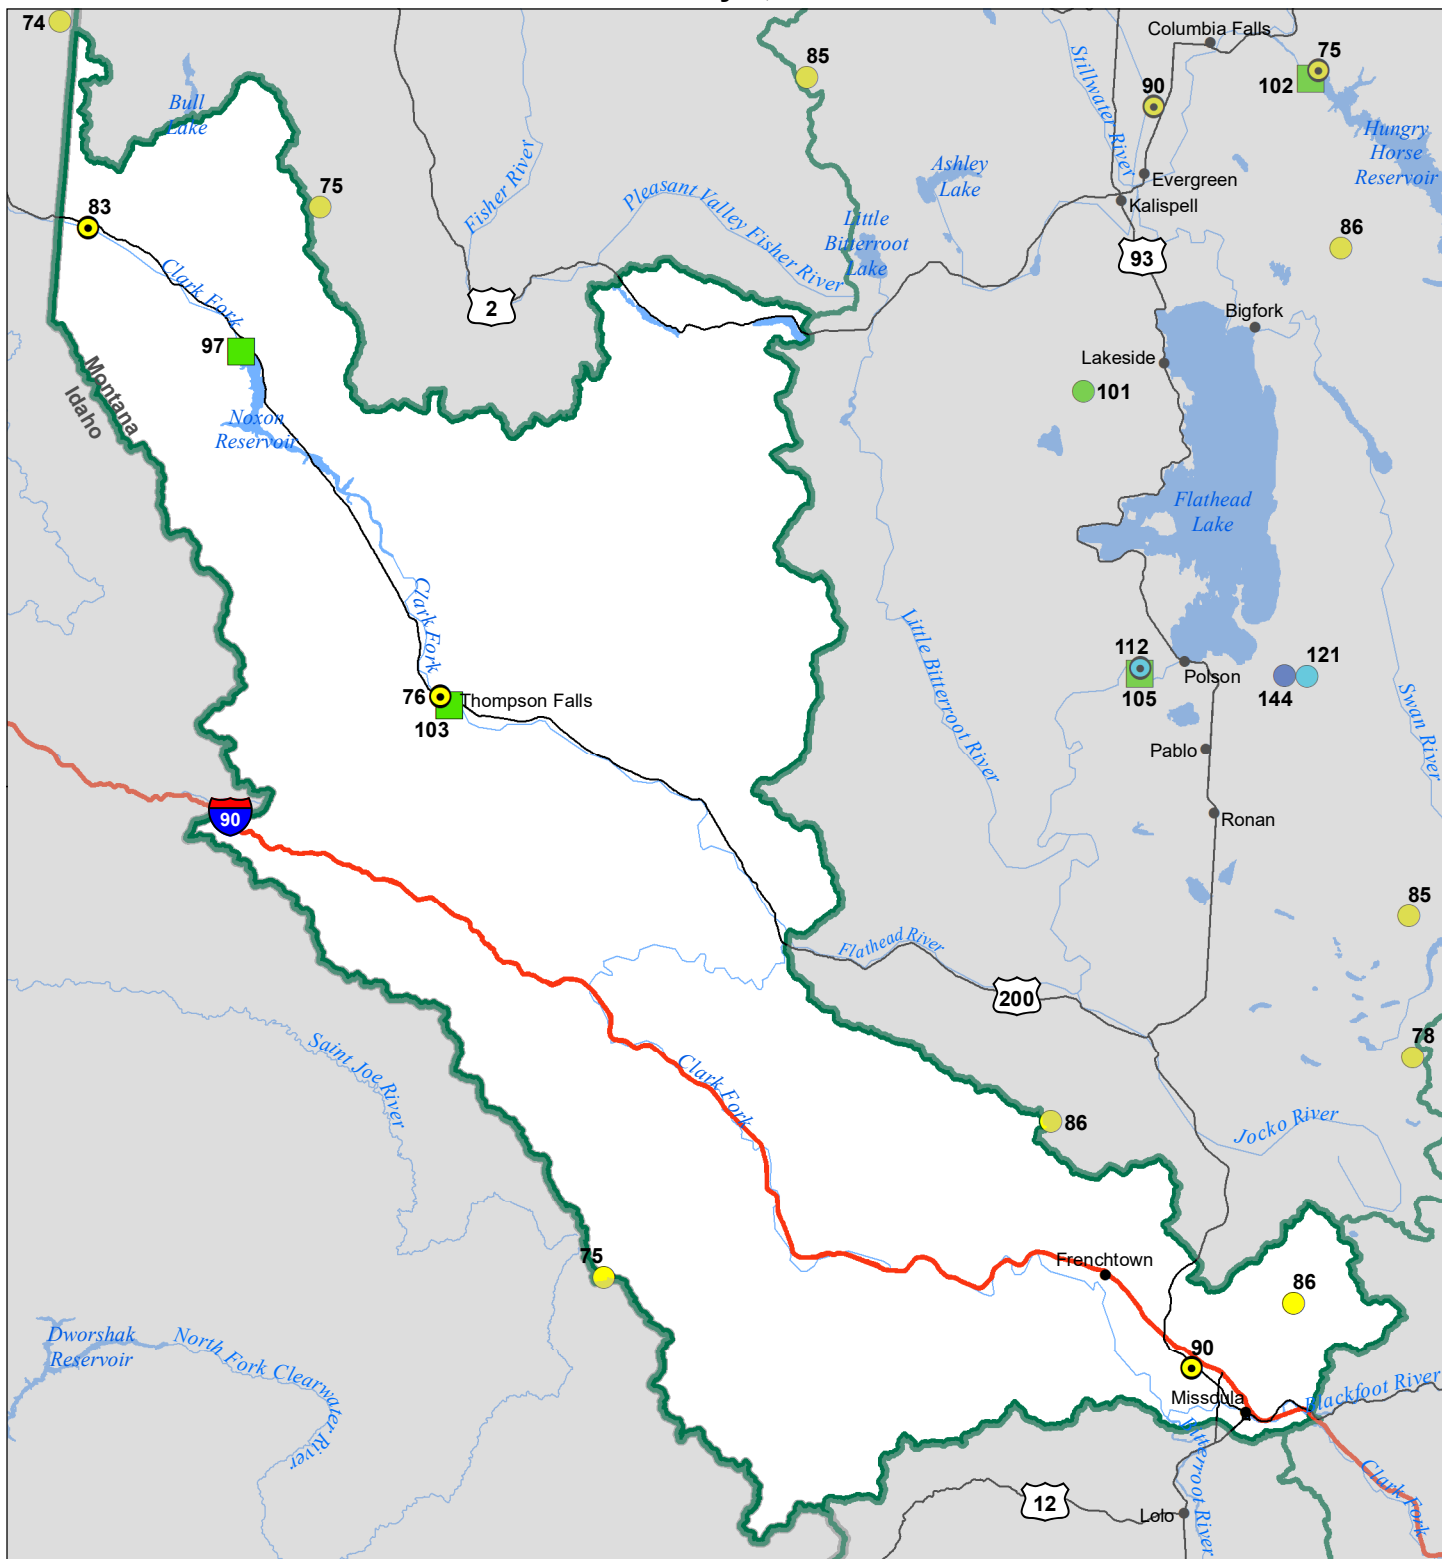 74
85
Columbia Falls
75
102
90
Stillwater River
Hungry
Horse
Reservoir
Bull
Lake
Fisher River
Pleasant Valley Fisher River
Ashley
Lake
Evergreen
Kalispell
75
83
Little
Bitterroot
Lake
86
93
2
Clark Fork
97
Bigfork
Lakeside
101
Montana
Idaho
Noxon
Reservoir
Flathead
Lake
Clark Fork
Little Bitterroot River
112
105
Polson
144
121
Swan River
76
Thompson Falls
103
Pablo
90
Ronan
85
Flathead River
200
78
Saint Joe River
Clark Fork
86
Jocko River
75
Frenchtown
86
Dworshak
Reservoir
North Fork Clearwater River
90
Missoula
Blackfoot River
Bitterroot River
Clark Fork
12
Lolo